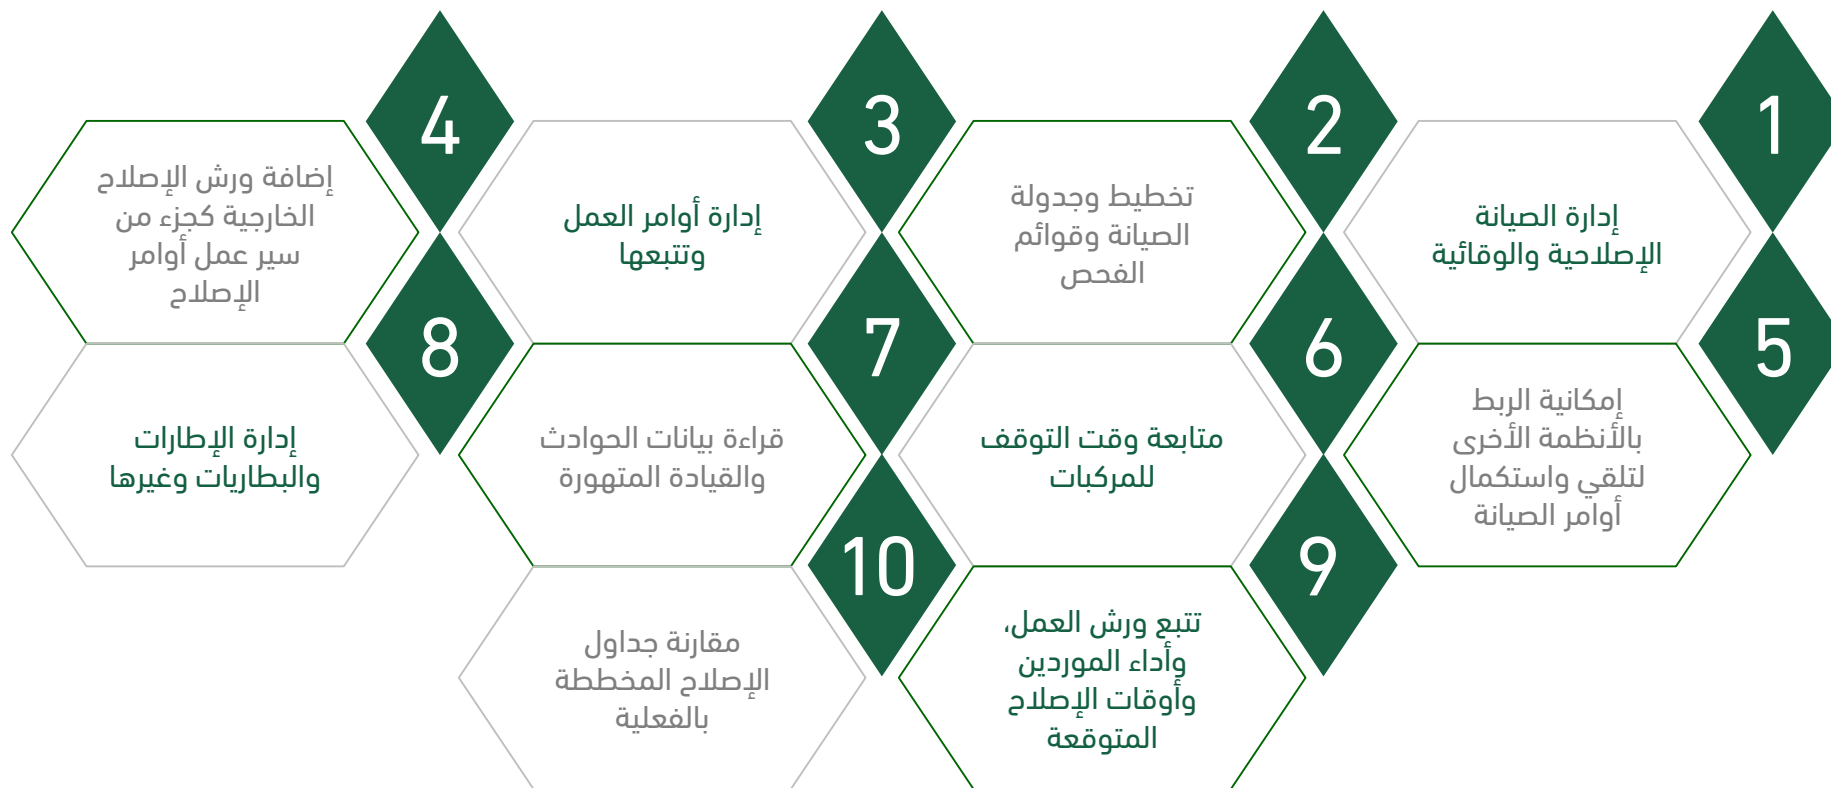 1
إدارة الصيانة
الإصلاحية والوقائية
2
تخطيط وجدولة
الصيانة وقوائم
الفحص
3
إدارة أوامر العمل
وتتبعها
4
إضافة ورش الإصلاح
الخارجية كجزء من
سير عمل أوامر
الإصلاح
5
إمكانية الربط
بالأنظمة الأخرى
لتلقي واستكمال
أوامر الصيانة
6
متابعة وقت التوقف
للمركبات
7
قراءة بيانات الحوادث
والقيادة المتهورة
8
إدارة الإطارات
والبطاريات وغيرها
9
تتبع ورش العمل،
وأداء الموردين
وأوقات الإصلاح
المتوقعة
10
مقارنة جداول
الإصلاح المخططة
بالفعلية